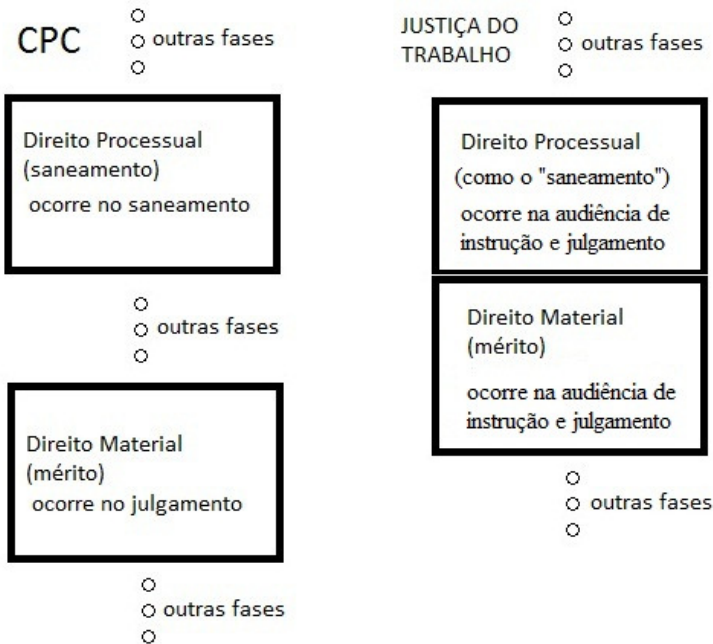 CPC
outras fases
Direito Processual
(saneamento)
ocorre no saneamento
outras fases
Direito Material
(mérito)
ocorre no julgamento
outras fases
JUSTIÇA DO
TRABALHO
outras fases
Direito Processual
(como o "saneamento")
ocorre na audiência de
instrução e julgamento
Direito Material
(mérito)
ocorre na audiência de
instrução e julgamento
outras fases